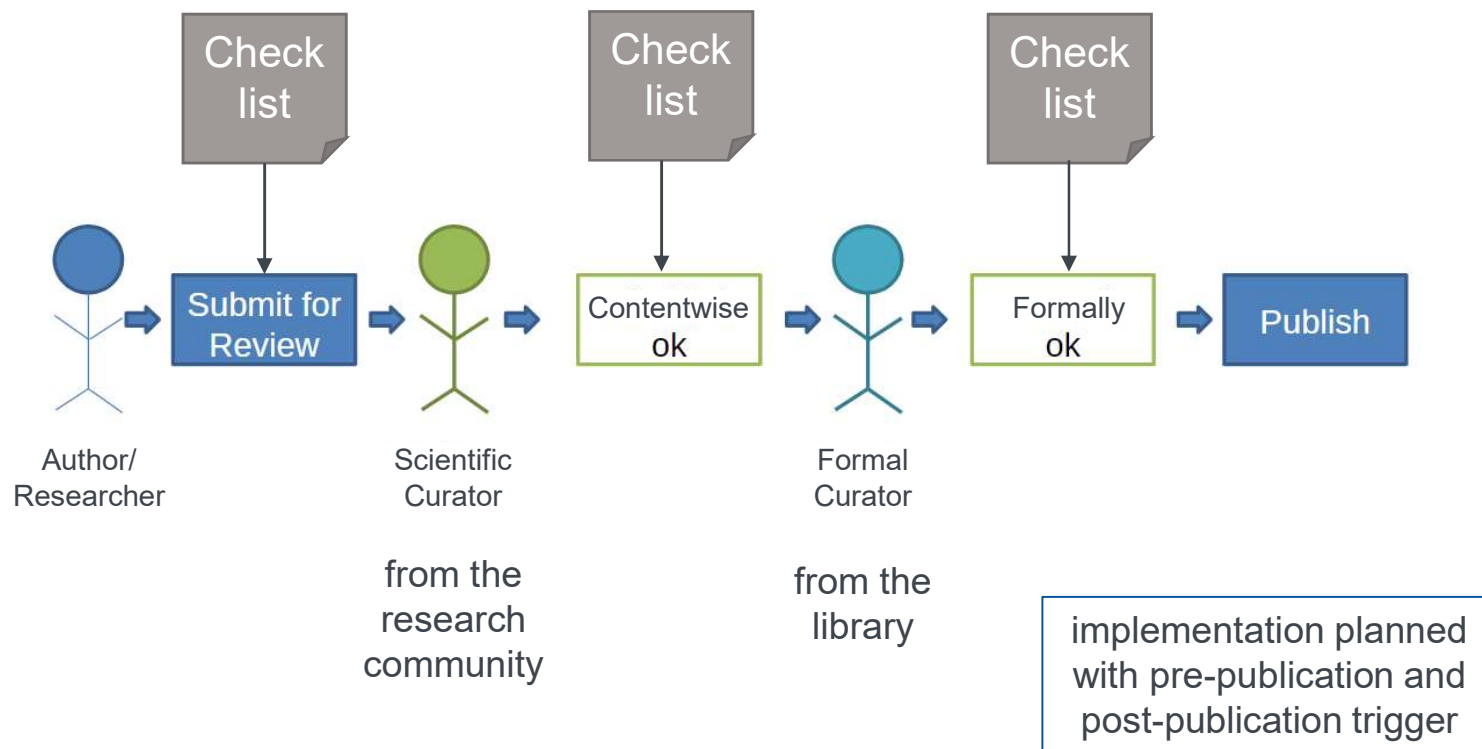 Check
list
Check
list
Check
list
Submit for
Review
Contentwise
ok
Formally
ok
Publish
Author/
Researcher
Scientific
Curator
Formal
Curator
from the
research
community
from the
library
implementation planned
with pre-publication and
post-publication trigger